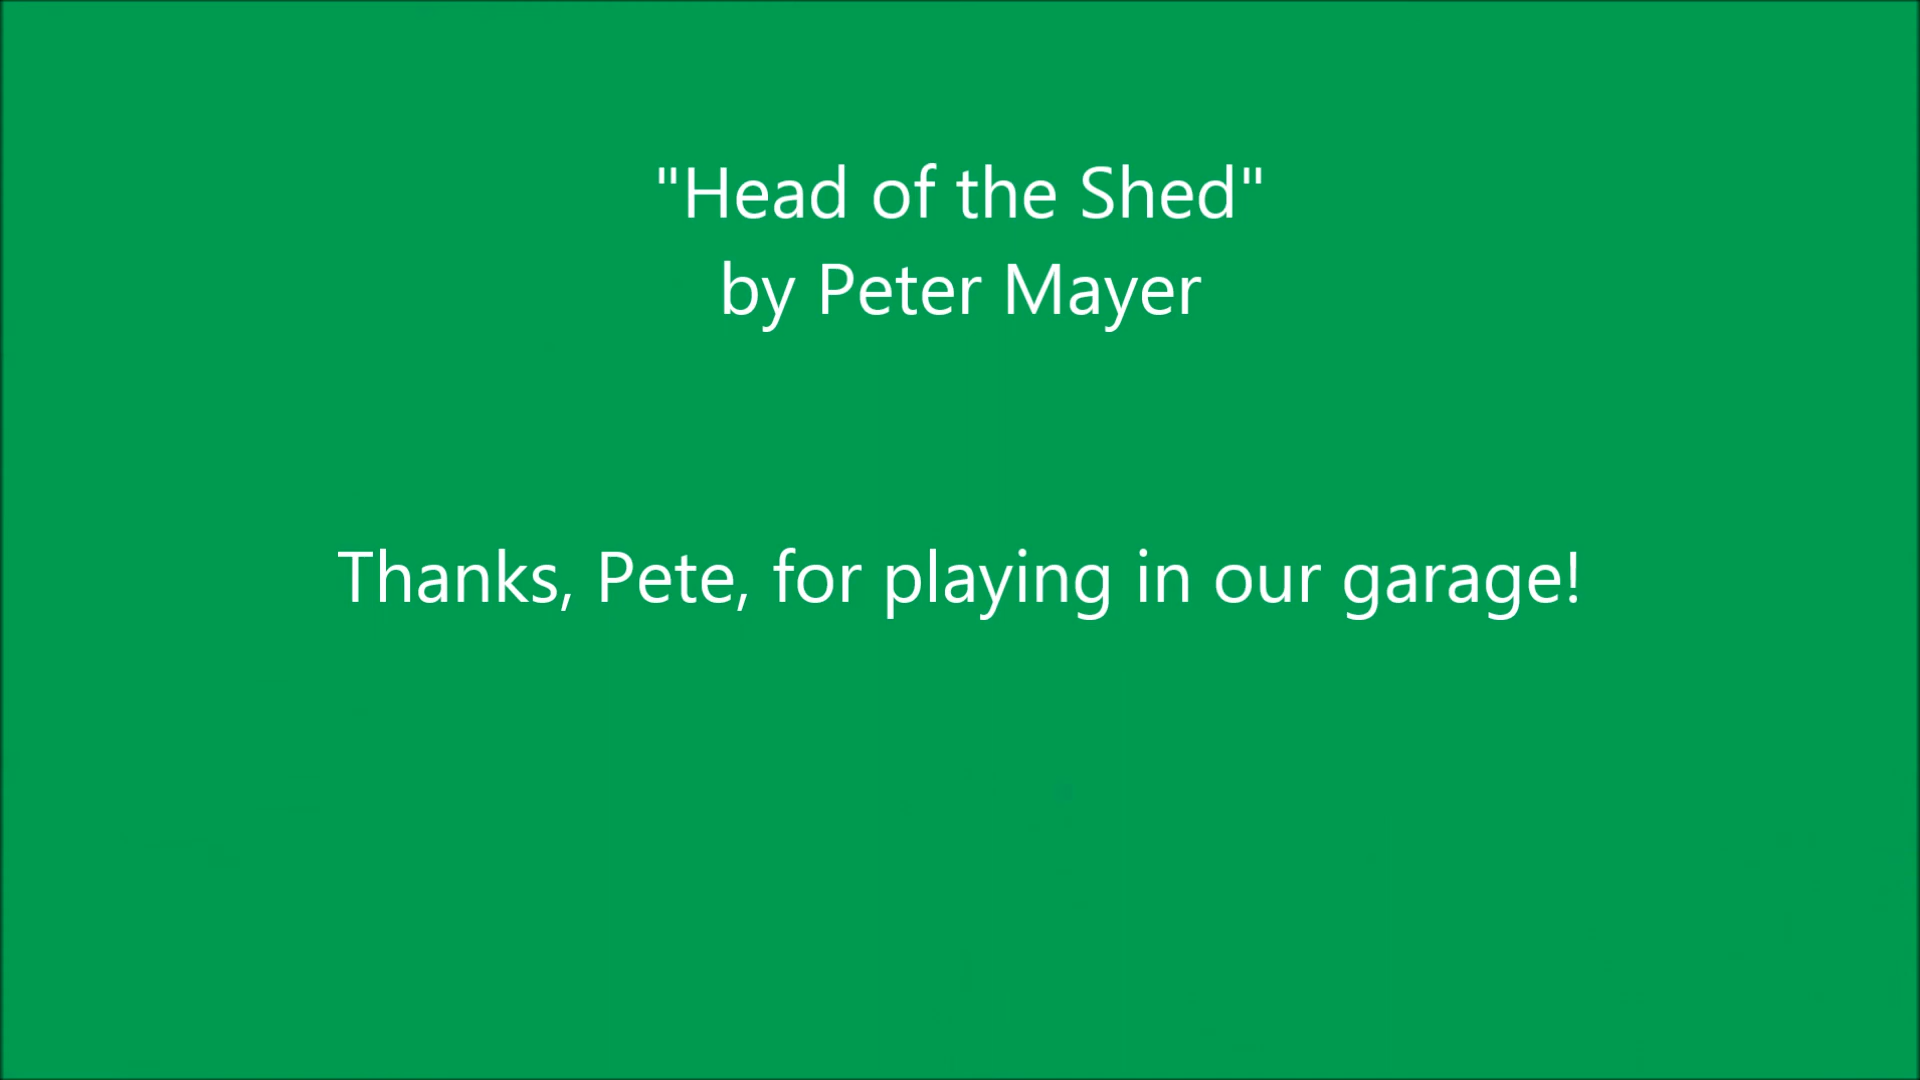 "Head of the Shed"
by Peter Mayer
Thanks, Pete, for playing in our garage!